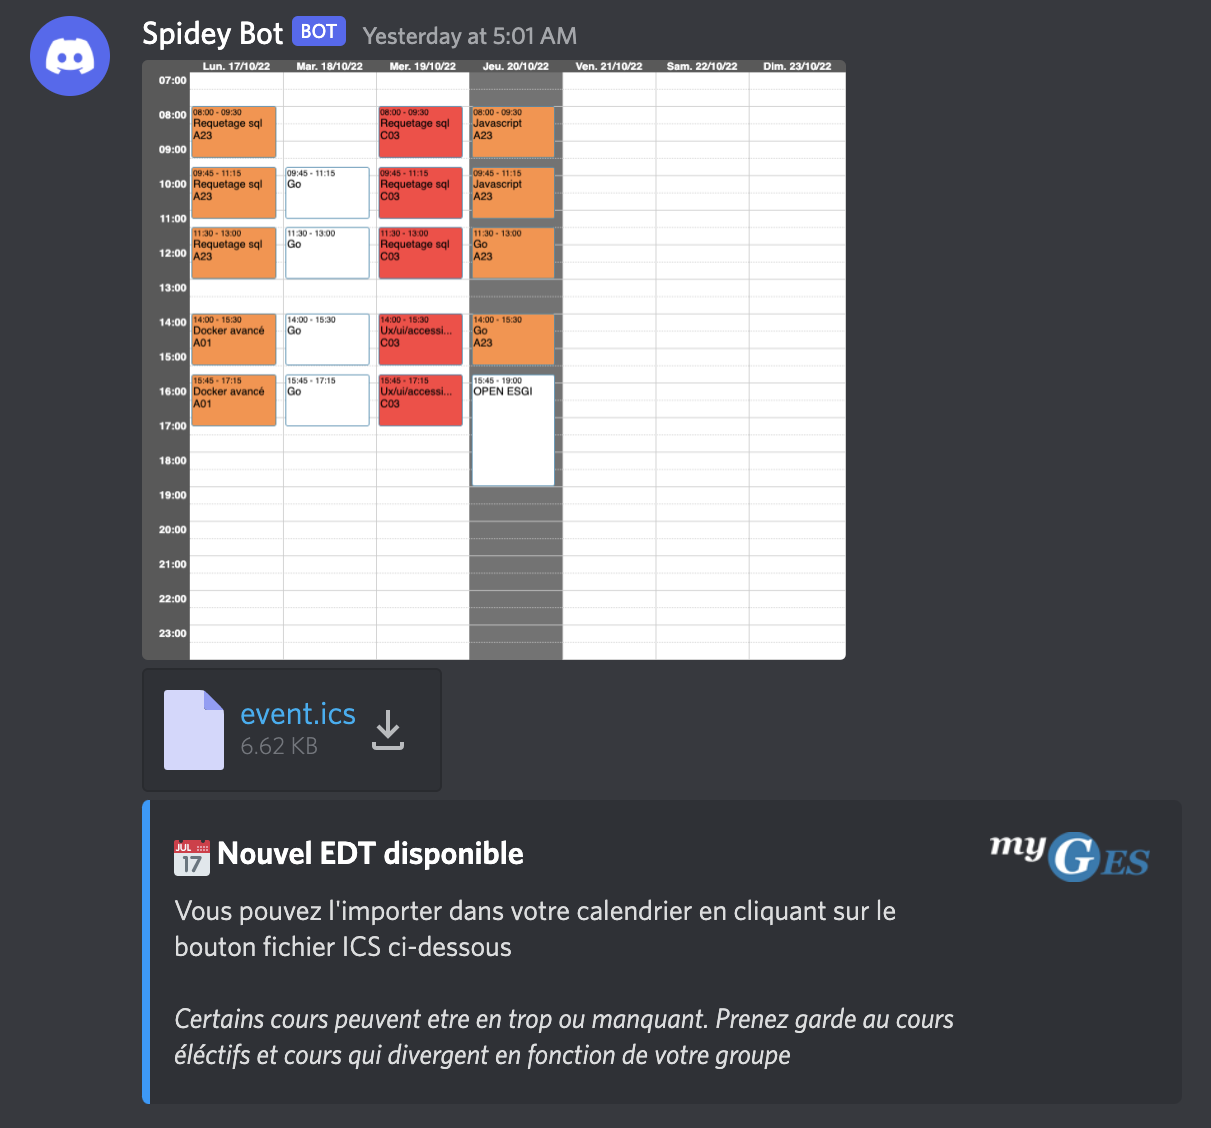 Spidey Bot BOT Yesterday at 5:01 AM
Lun. 17/10/22 Mar. 18/10/22 Mer. 19/10/22 Jeu. 20/10/22 Ven. 21/10/22 Sam. 22/10/22 Dim. 23/10/22
07:00
08:00
09:00
10:00
11:00
12:00
13:00
14:00
15:00
16:00
17:00
18:00
19:00
20:00
21:00
22:00
23:00
08:00 - 09:30
Requetage sql
A23
09:45 - 11:15
Requetage sql
A23
11:30 - 13:00
Requetage sql
A23
14:00 - 15:30
Docker avancé
A01
15:45 - 17:15
Docker avancé
A01
09:45 - 11:15
Go
11:30 - 13:00
Go
14:00 - 15:30
Go
15:45 - 17:15
Go
08:00 - 09:30
Requetage sql
C03
09:45 - 11:15
Requetage sql
C03
11:30 - 13:00
Requetage sql
C03
14:00 - 15:30
Ux/ui/accessi...
C03
15:45 - 17:15
Ux/ui/accessi...
C03
08:00 - 09:30
Javascript
A23
09:45 - 11:15
Javascript
A23
11:30 - 13:00
Go
A23
14:00 - 15:30
Go
A23
15:45 - 19:00
OPEN ESGI
event.ics
6.62 KB
JUL
17
Nouvel EDT disponible
myGES
Vous pouvez l'importer dans votre calendrier en cliquant sur le
bouton fichier ICS ci-dessous
Certains cours peuvent etre en trop ou manquant. Prenez garde au cours
éléctifs et cours qui divergent en fonction de votre groupe